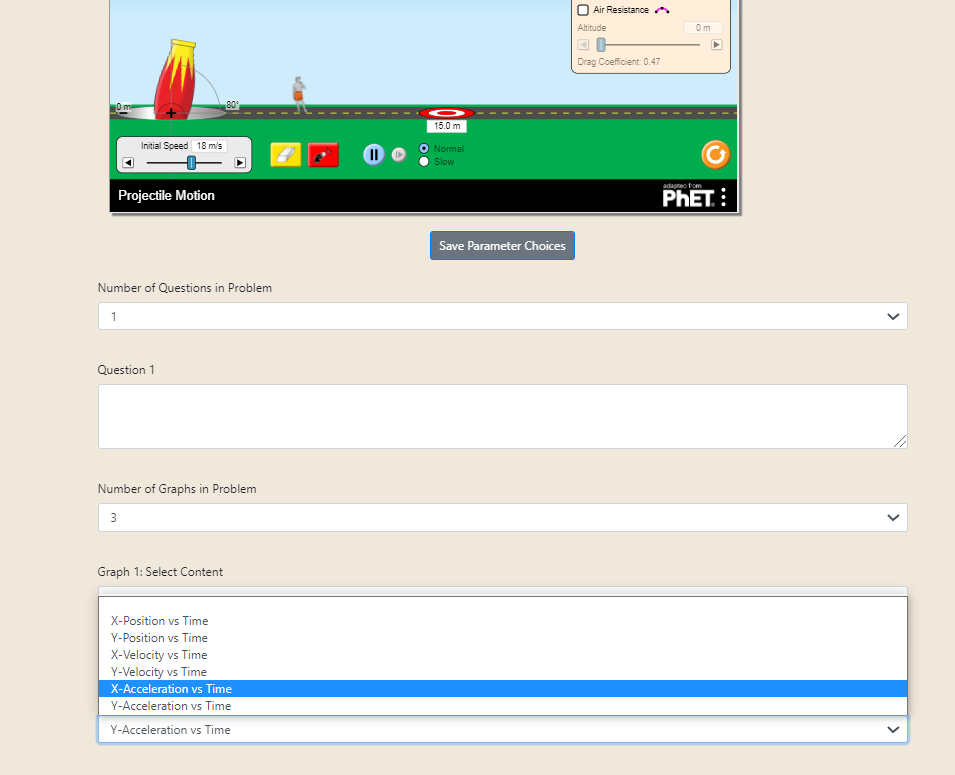 Air Resistance
Altitude
0 m
Drag Coefficient: 0.47
0 m
80°
15.0 m
Initial Speed 18 m/s
Normal
Slow
Projectile Motion
adapted from
PhET
Save Parameter Choices
Number of Questions in Problem
1
Question 1
Number of Graphs in Problem
3
Graph 1: Select Content
X-Position vs Time
Y-Position vs Time
X-Velocity vs Time
Y-Velocity vs Time
X-Acceleration vs Time
Y-Acceleration vs Time
Y-Acceleration vs Time